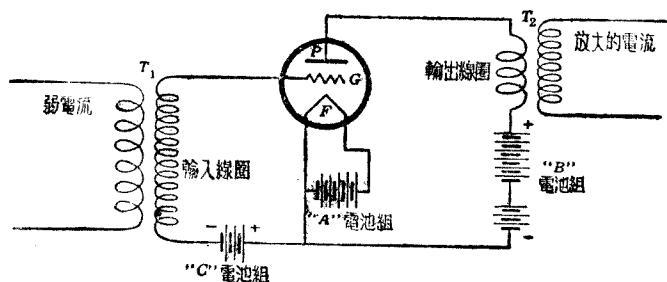 T₁
弱電流
輸入線圈
P
G
F
"A"電池組
"C"電池組
− +
T₂
輸出線圈
放大的電流
+
"B"
電池組
−